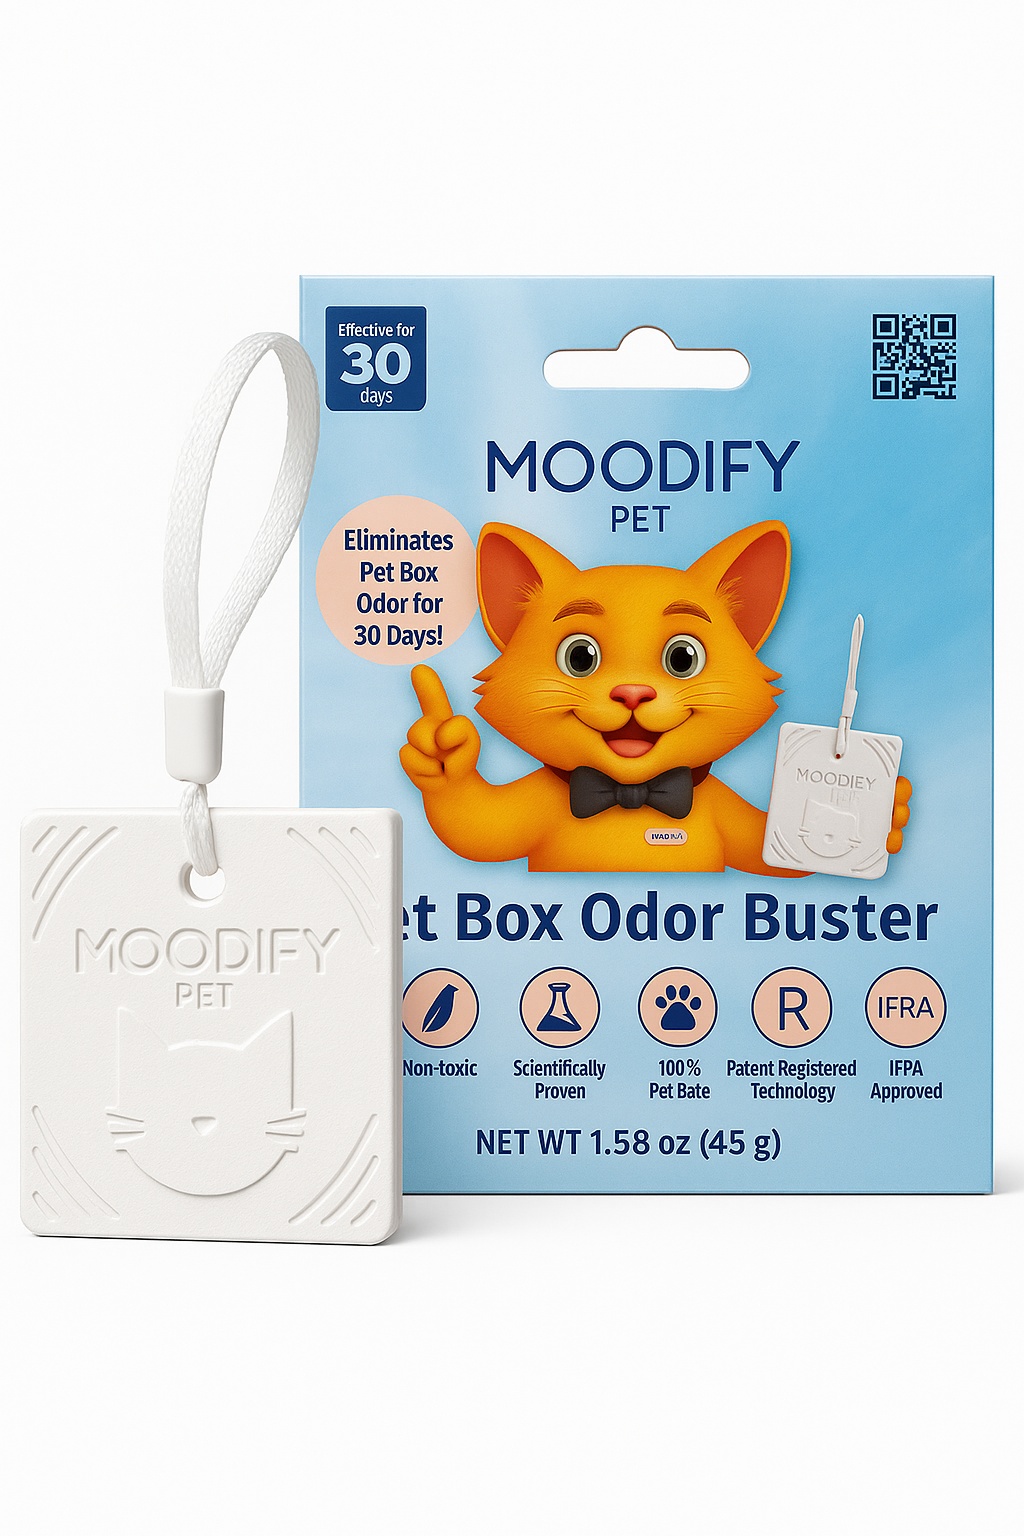 Effective for
30
days
MOODIFY
PET
Eliminates
Pet Box
Odor for
30 Days!
MOODIEY
et Box Odor Buster
R
IFRA
Non-toxic
Scientifically
Proven
100%
Pet Bate
Patent Registered
Technology
IFPA
Approved
NET WT 1.58 oz (45 g)
MOODIFY
PET